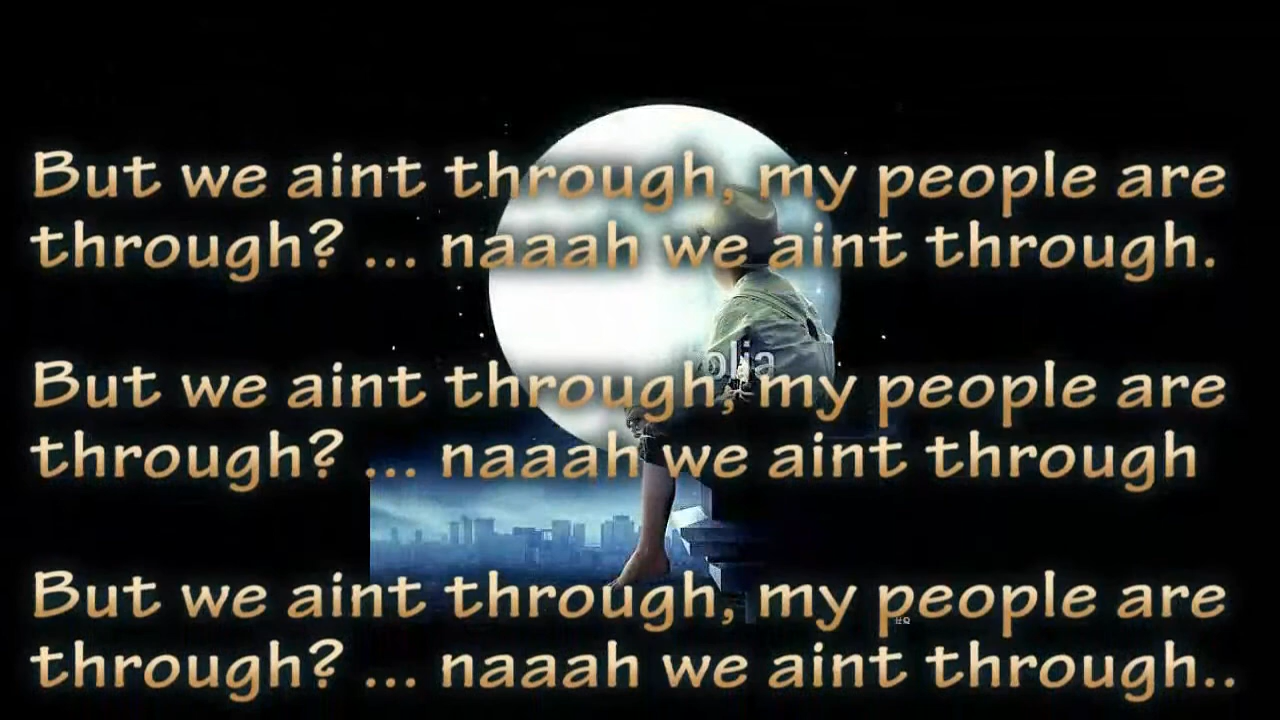 But we aint through, my people are
through? ... naaah we aint through.
olia
But we aint through, my people are
through? ... naaah we aint through
But we aint through, my people are
through? ... naaah we aint through..